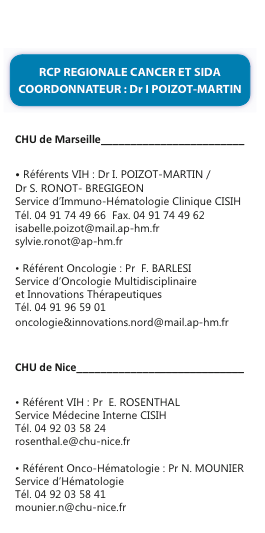 RCP REGIONALE CANCER ET SIDA
COORDONNATEUR : Dr I POIZOT-MARTIN
CHU de Marseille________________________
• Référents VIH : Dr I. POIZOT-MARTIN /
Dr S. RONOT- BREGIGEON
Service d'Immuno-Hématologie Clinique CISIH
Tél. 04 91 74 49 66  Fax. 04 91 74 49 62
isabelle.poizot@mail.ap-hm.fr
sylvie.ronot@ap-hm.fr
• Référent Oncologie : Pr  F. BARLESI
Service d'Oncologie Multidisciplinaire
et Innovations Thérapeutiques
Tél. 04 91 96 59 01
oncologie&innovations.nord@mail.ap-hm.fr
CHU de Nice____________________________
• Référent VIH : Pr  E. ROSENTHAL
Service Médecine Interne CISIH
Tél. 04 92 03 58 24
rosenthal.e@chu-nice.fr
• Référent Onco-Hématologie : Pr N. MOUNIER
Service d'Hématologie
Tél. 04 92 03 58 41
mounier.n@chu-nice.fr